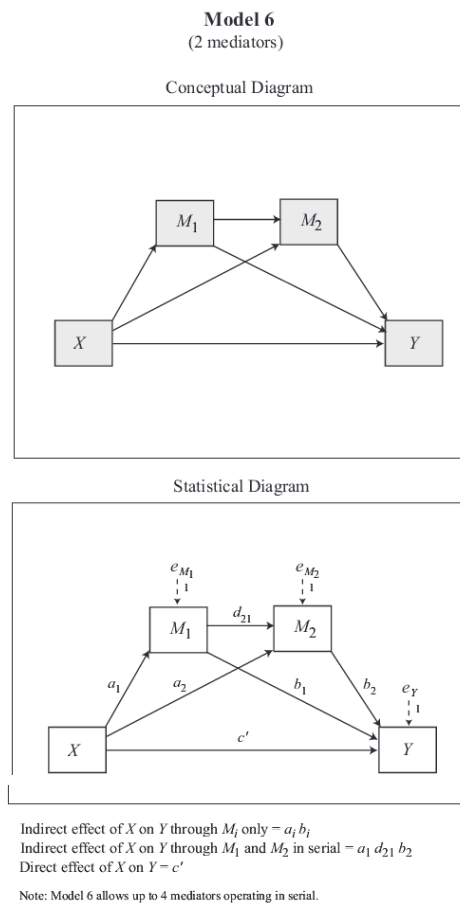 Model 6
(2 mediators)
Conceptual Diagram
M1
M2
X
Y
Statistical Diagram
eM1
1
eM2
1
M1
d21
M2
a1
a2
b1
b2
eY
1
X
c'
Y
Indirect effect of X on Y through Mi only = ai bi
Indirect effect of X on Y through M1 and M2 in serial = a1 d21 b2
Direct effect of X on Y = c'
Note: Model 6 allows up to 4 mediators operating in serial.